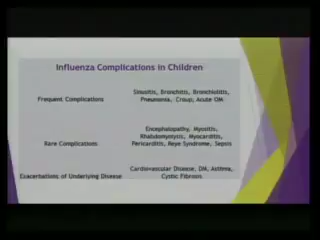 Influenza Complications in Children
Frequent Complications
Sinusitis, Bronchitis, Bronchiolitis,
Pneumonia, Croup, Acute OM
Rare Complications
Encephalopathy, Myositis,
Rhabdomyolysis, Myocarditis,
Pericarditis, Reye Syndrome, Sepsis
Exacerbations of Underlying Disease
Cardiovascular Disease, DM, Asthma,
Cystic Fibrosis